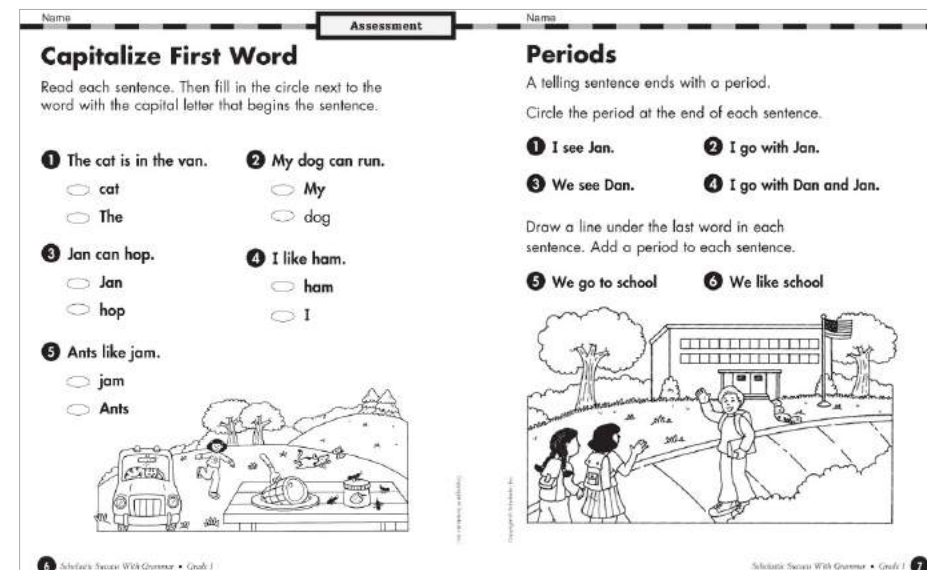 Name
Assessment
Capitalize First Word
Read each sentence. Then fill in the circle next to the
word with the capital letter that begins the sentence.
1 The cat is in the van.
cat
The
2 My dog can run.
My
dog
3 Jan can hop.
Jan
hop
4 I like ham.
ham
I
5 Ants like jam.
jam
Ants
6 Scholastic Success With Grammar • Grade 1
Name
Periods
A telling sentence ends with a period.
Circle the period at the end of each sentence.
1 I see Jan.
2 I go with Jan.
3 We see Dan.
4 I go with Dan and Jan.
Draw a line under the last word in each
sentence. Add a period to each sentence.
5 We go to school
6 We like school
Scholastic Success With Grammar • Grade 1 7